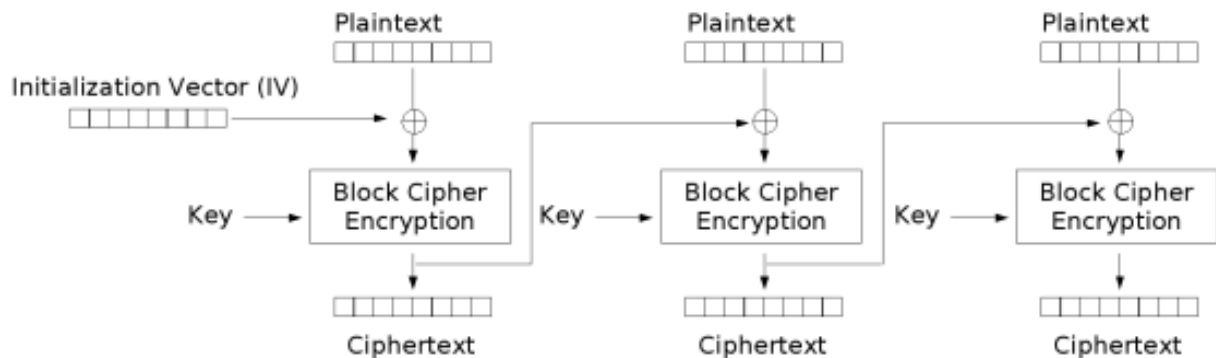 Plaintext
Plaintext
Plaintext
Initialization Vector (IV)
Key
Block Cipher
Encryption
Key
Block Cipher
Encryption
Key
Block Cipher
Encryption
Ciphertext
Ciphertext
Ciphertext